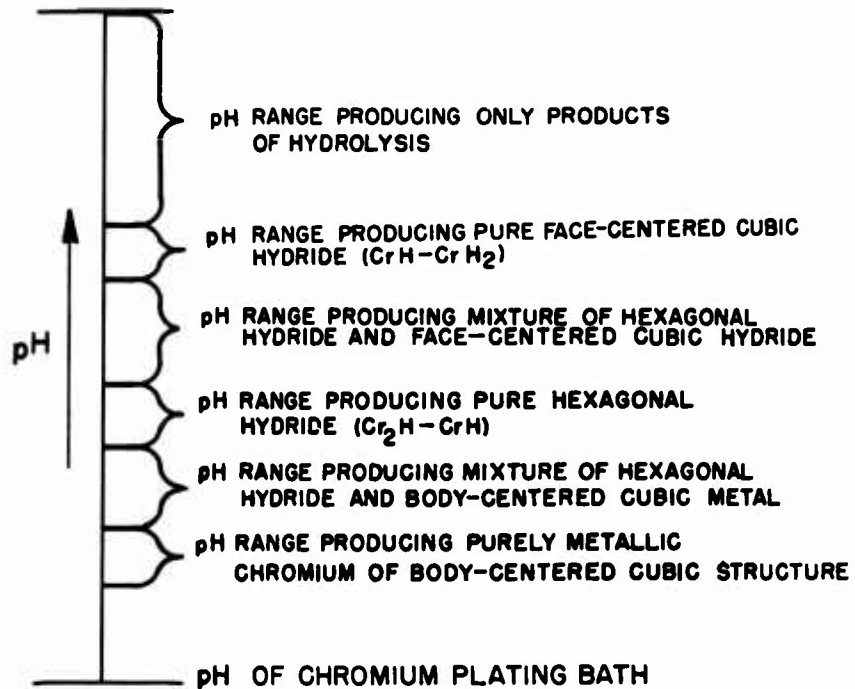 pH RANGE PRODUCING ONLY PRODUCTS
OF HYDROLYSIS
pH RANGE PRODUCING PURE FACE-CENTERED CUBIC
HYDRIDE (CrH-CrH₂)
pH RANGE PRODUCING MIXTURE OF HEXAGONAL
HYDRIDE AND FACE-CENTERED CUBIC HYDRIDE
pH
pH RANGE PRODUCING PURE HEXAGONAL
HYDRIDE (Cr₂H-CrH)
pH RANGE PRODUCING MIXTURE OF HEXAGONAL
HYDRIDE AND BODY-CENTERED CUBIC METAL
pH RANGE PRODUCING PURELY METALLIC
CHROMIUM OF BODY-CENTERED CUBIC STRUCTURE
pH OF CHROMIUM PLATING BATH